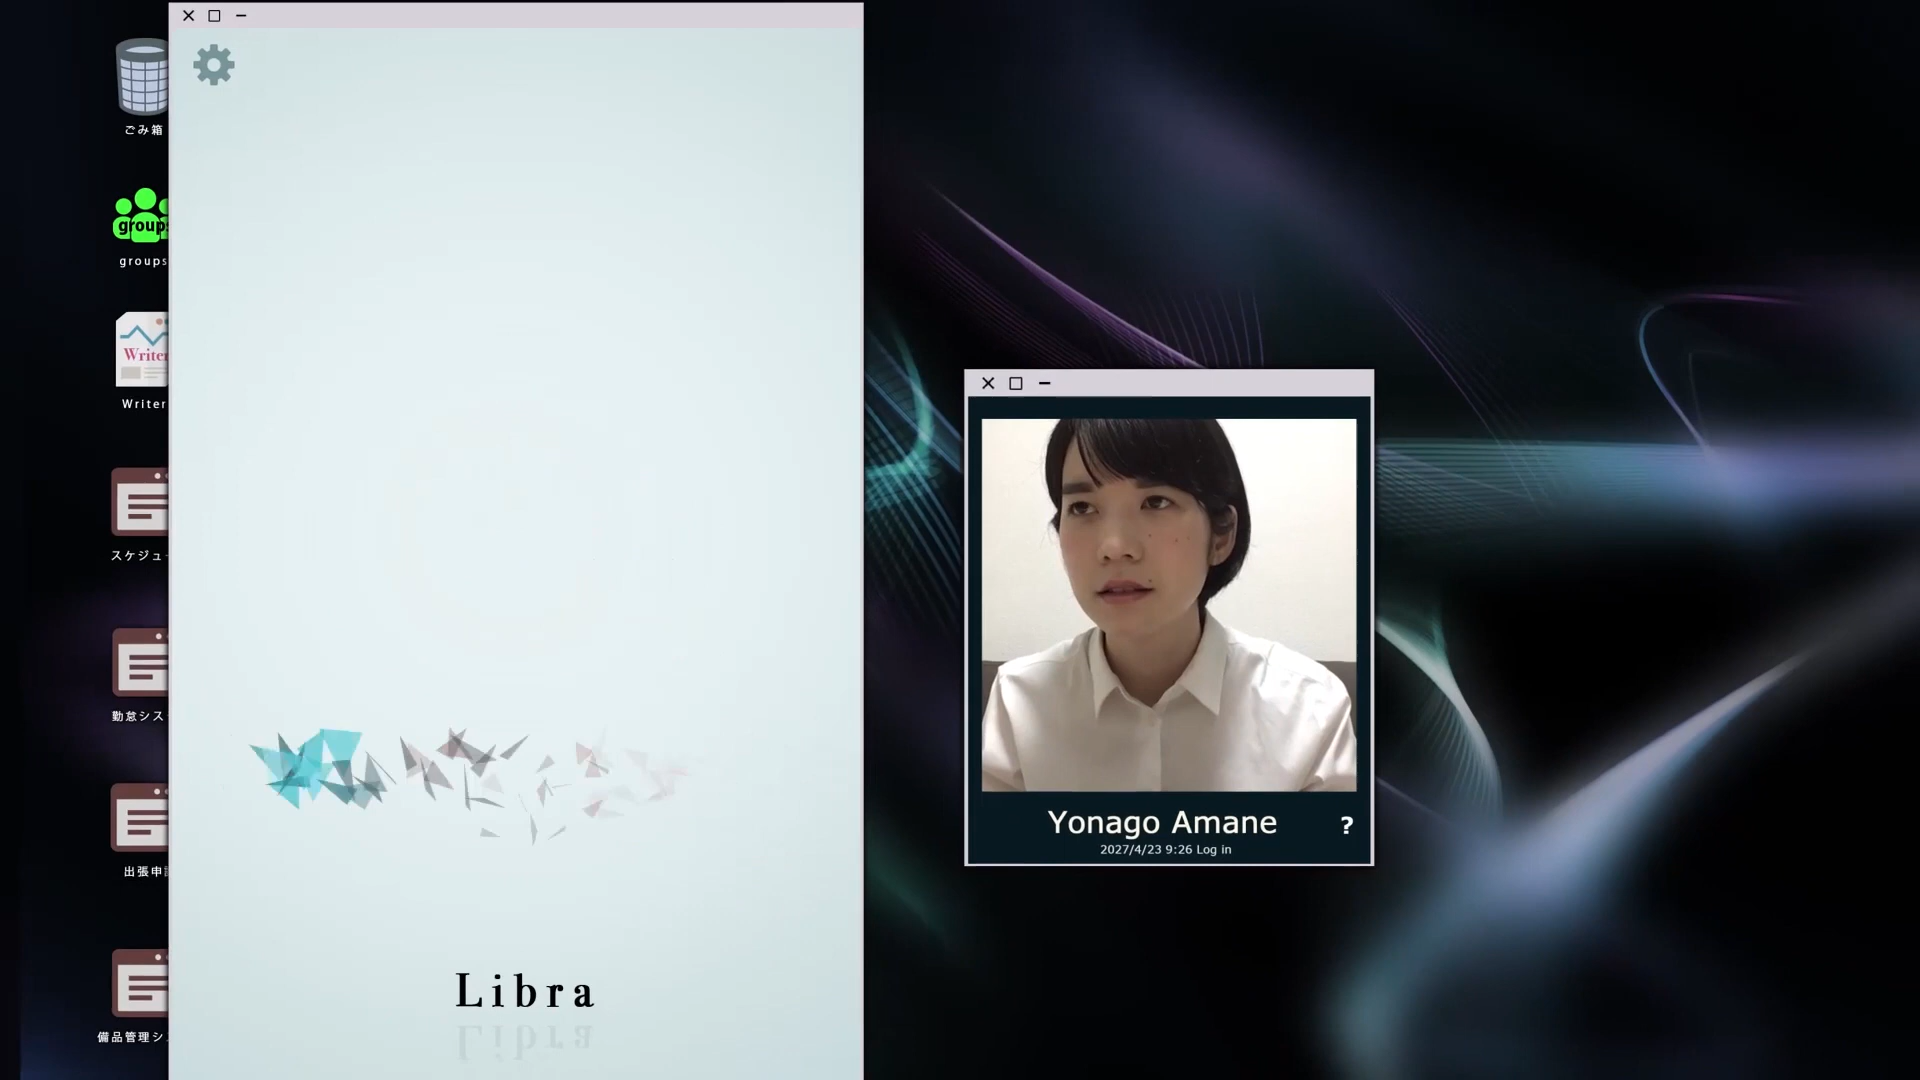 ごみ箱
groups
groups
Writer
Writer
スケジュー
勤怠シス
出張申
備品管理シ
Libra
Yonago Amane
?
2027/4/23 9:26 Log in